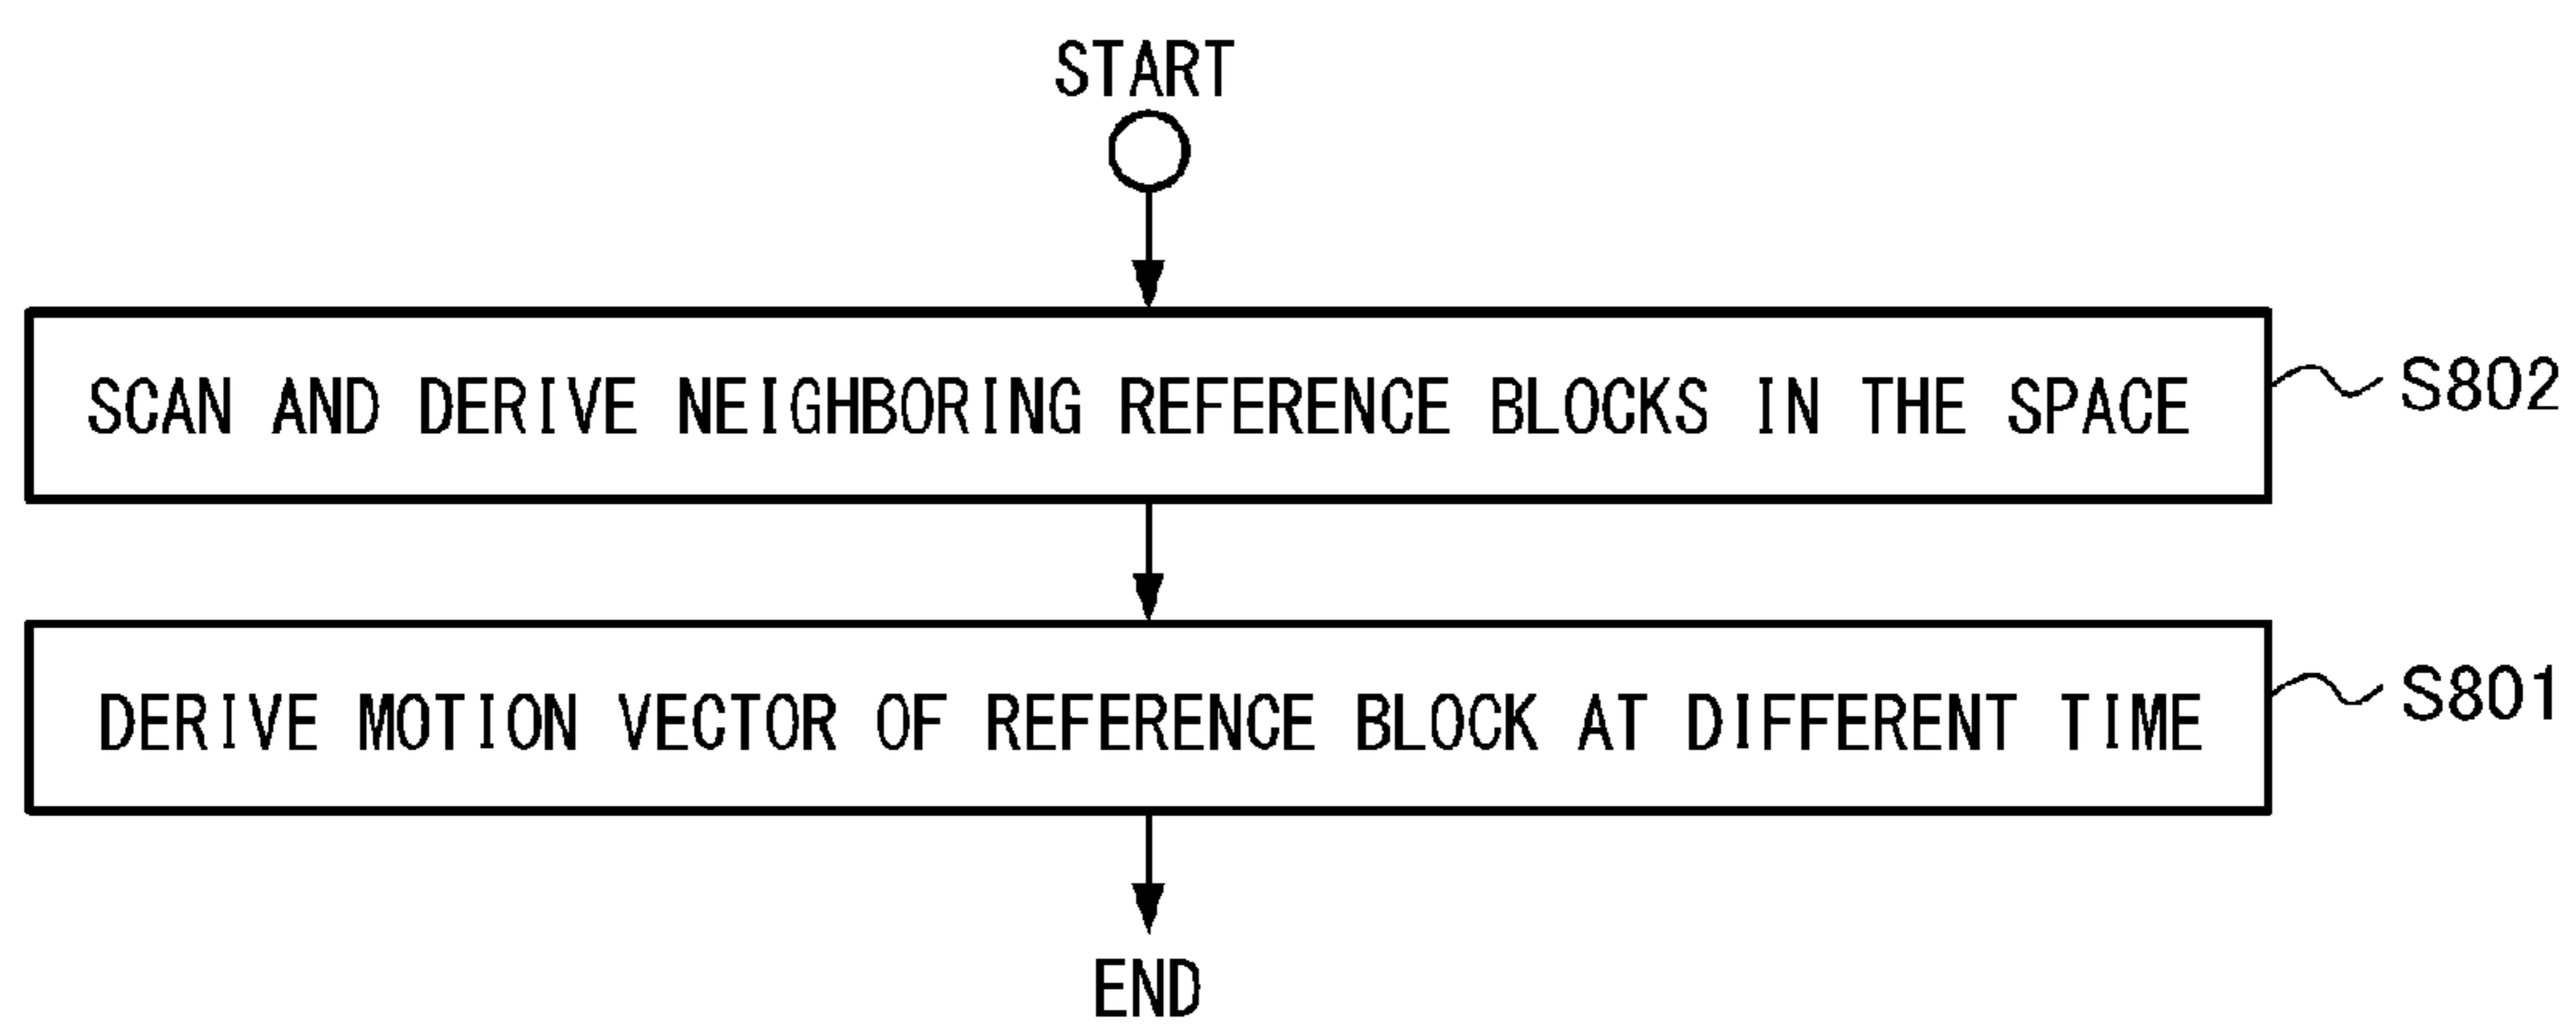 START
SCAN AND DERIVE NEIGHBORING REFERENCE BLOCKS IN THE SPACE
S802
DERIVE MOTION VECTOR OF REFERENCE BLOCK AT DIFFERENT TIME
S801
END